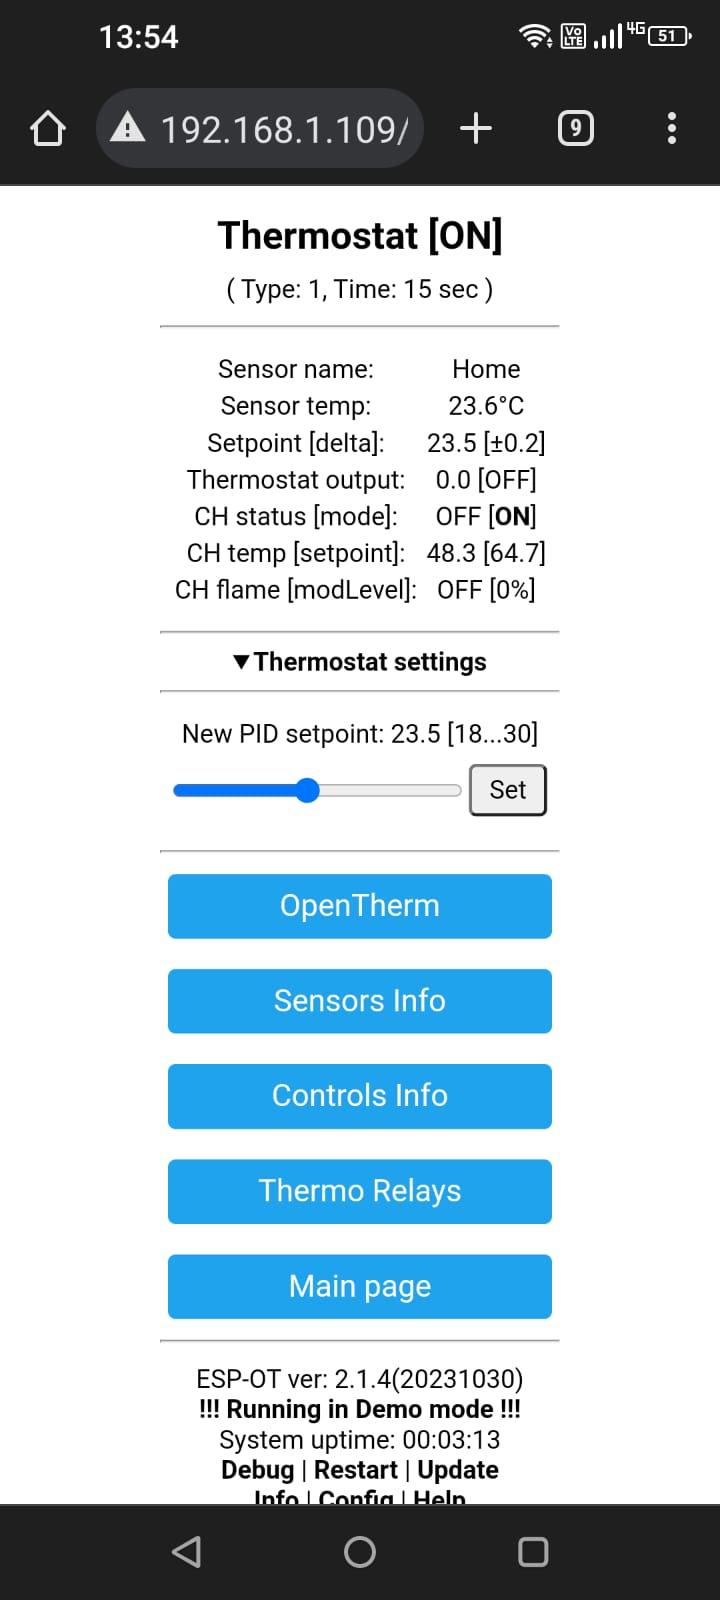 13:54
Vo LTE 4G 51
192.168.1.109/
9
Thermostat [ON]
( Type: 1, Time: 15 sec )
Sensor name: Home
Sensor temp: 23.6°C
Setpoint [delta]: 23.5 [±0.2]
Thermostat output: 0.0 [OFF]
CH status [mode]: OFF [ON]
CH temp [setpoint]: 48.3 [64.7]
CH flame [modLevel]: OFF [0%]
▼Thermostat settings
New PID setpoint: 23.5 [18...30]
Set
OpenTherm
Sensors Info
Controls Info
Thermo Relays
Main page
ESP-OT ver: 2.1.4(20231030)
!!! Running in Demo mode !!!
System uptime: 00:03:13
Debug | Restart | Update
Info | Config | Help